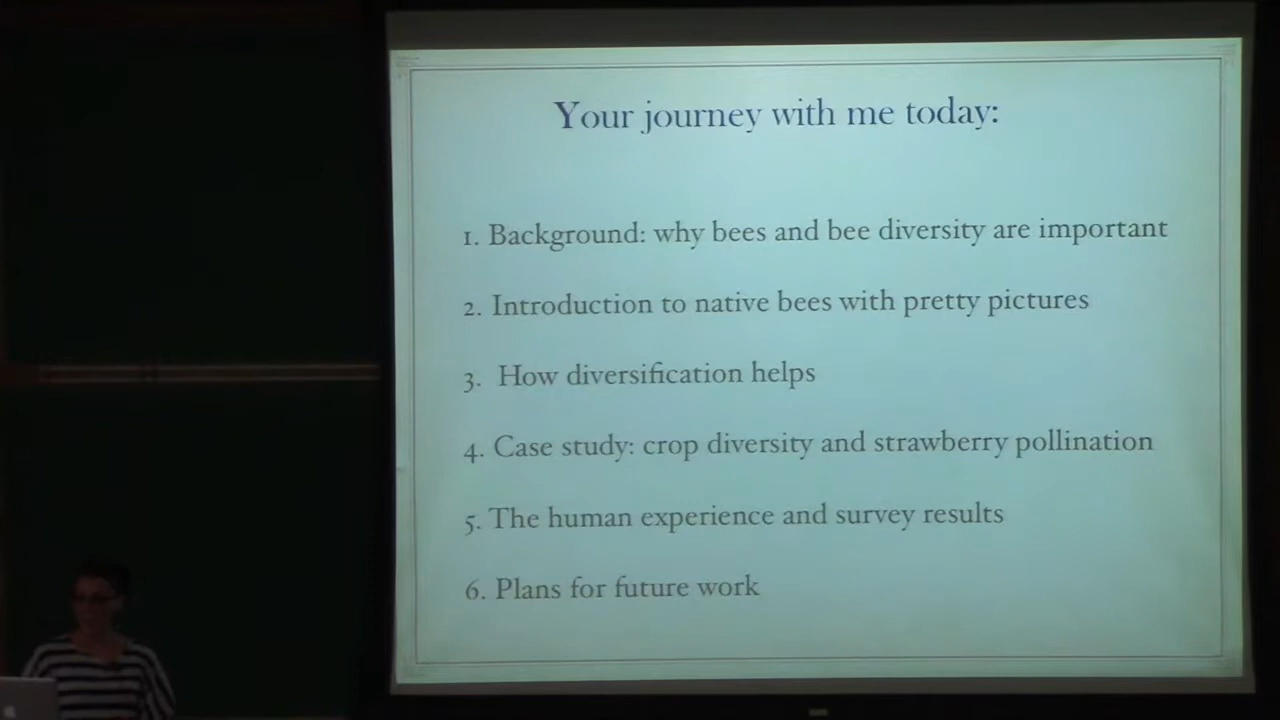 Your journey with me today:
1. Background: why bees and bee diversity are important
2. Introduction to native bees with pretty pictures
3. How diversification helps
4. Case study: crop diversity and strawberry pollination
5. The human experience and survey results
6. Plans for future work